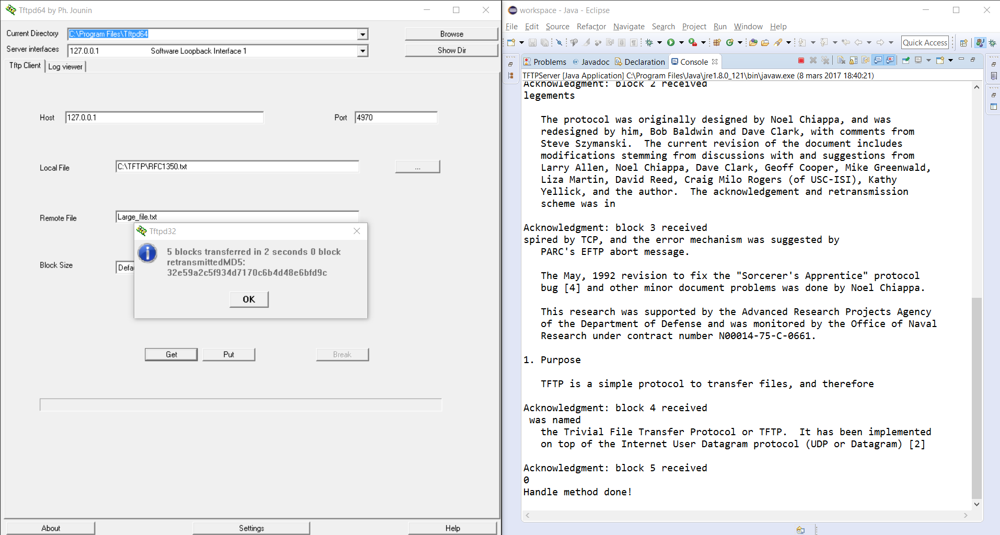 Tftpd64 by Ph. Jounin
Current Directory
C:\Program Files\Tftpd64
Browse
Server interfaces
127.0.0.1 Software Loopback Interface 1
Show Dir
Tftp Client
Log viewer
Host
127.0.0.1
Port
4970
Local File
C:\TFTP\RFC1350.txt
...
Remote File
Large_file.txt
Block Size
Tftpd32
5 blocks transferred in 2 seconds 0 block
retransmittedMD5:
32e59a2c5f934d7170c6b4d48e6bfd9c
OK
Get
Put
Break
About
Settings
Help
workspace - Java - Eclipse
File Edit Source Refactor Navigate Search Project Run Window Help
Quick Access
Problems @ Javadoc Declaration Console
TFTPServer [Java Application] C:\Program Files\Java\jre1.8.0_121\bin\javaw.exe (8 mars 2017 18:40:21)
Acknowledgment: block 2 received
legements
The protocol was originally designed by Noel Chiappa, and was
redesigned by him, Bob Baldwin and Dave Clark, with comments from
Steve Szymanski.  The current revision of the document includes
modifications stemming from discussions with and suggestions from
Larry Allen, Noel Chiappa, Dave Clark, Geoff Cooper, Mike Greenwald,
Liza Martin, David Reed, Craig Milo Rogers (of USC-ISI), Kathy
Yellick, and the author.  The acknowledgement and retransmission
scheme was in
Acknowledgment: block 3 received
spired by TCP, and the error mechanism was suggested by
PARC's EFTP abort message.
The May, 1992 revision to fix the "Sorcerer's Apprentice" protocol
bug [4] and other minor document problems was done by Noel Chiappa.
This research was supported by the Advanced Research Projects Agency
of the Department of Defense and was monitored by the Office of Naval
Research under contract number N00014-75-C-0661.
1. Purpose
TFTP is a simple protocol to transfer files, and therefore
Acknowledgment: block 4 received
was named
the Trivial File Transfer Protocol or TFTP.  It has been implemented
on top of the Internet User Datagram protocol (UDP or Datagram) [2]
Acknowledgment: block 5 received
0
Handle method done!